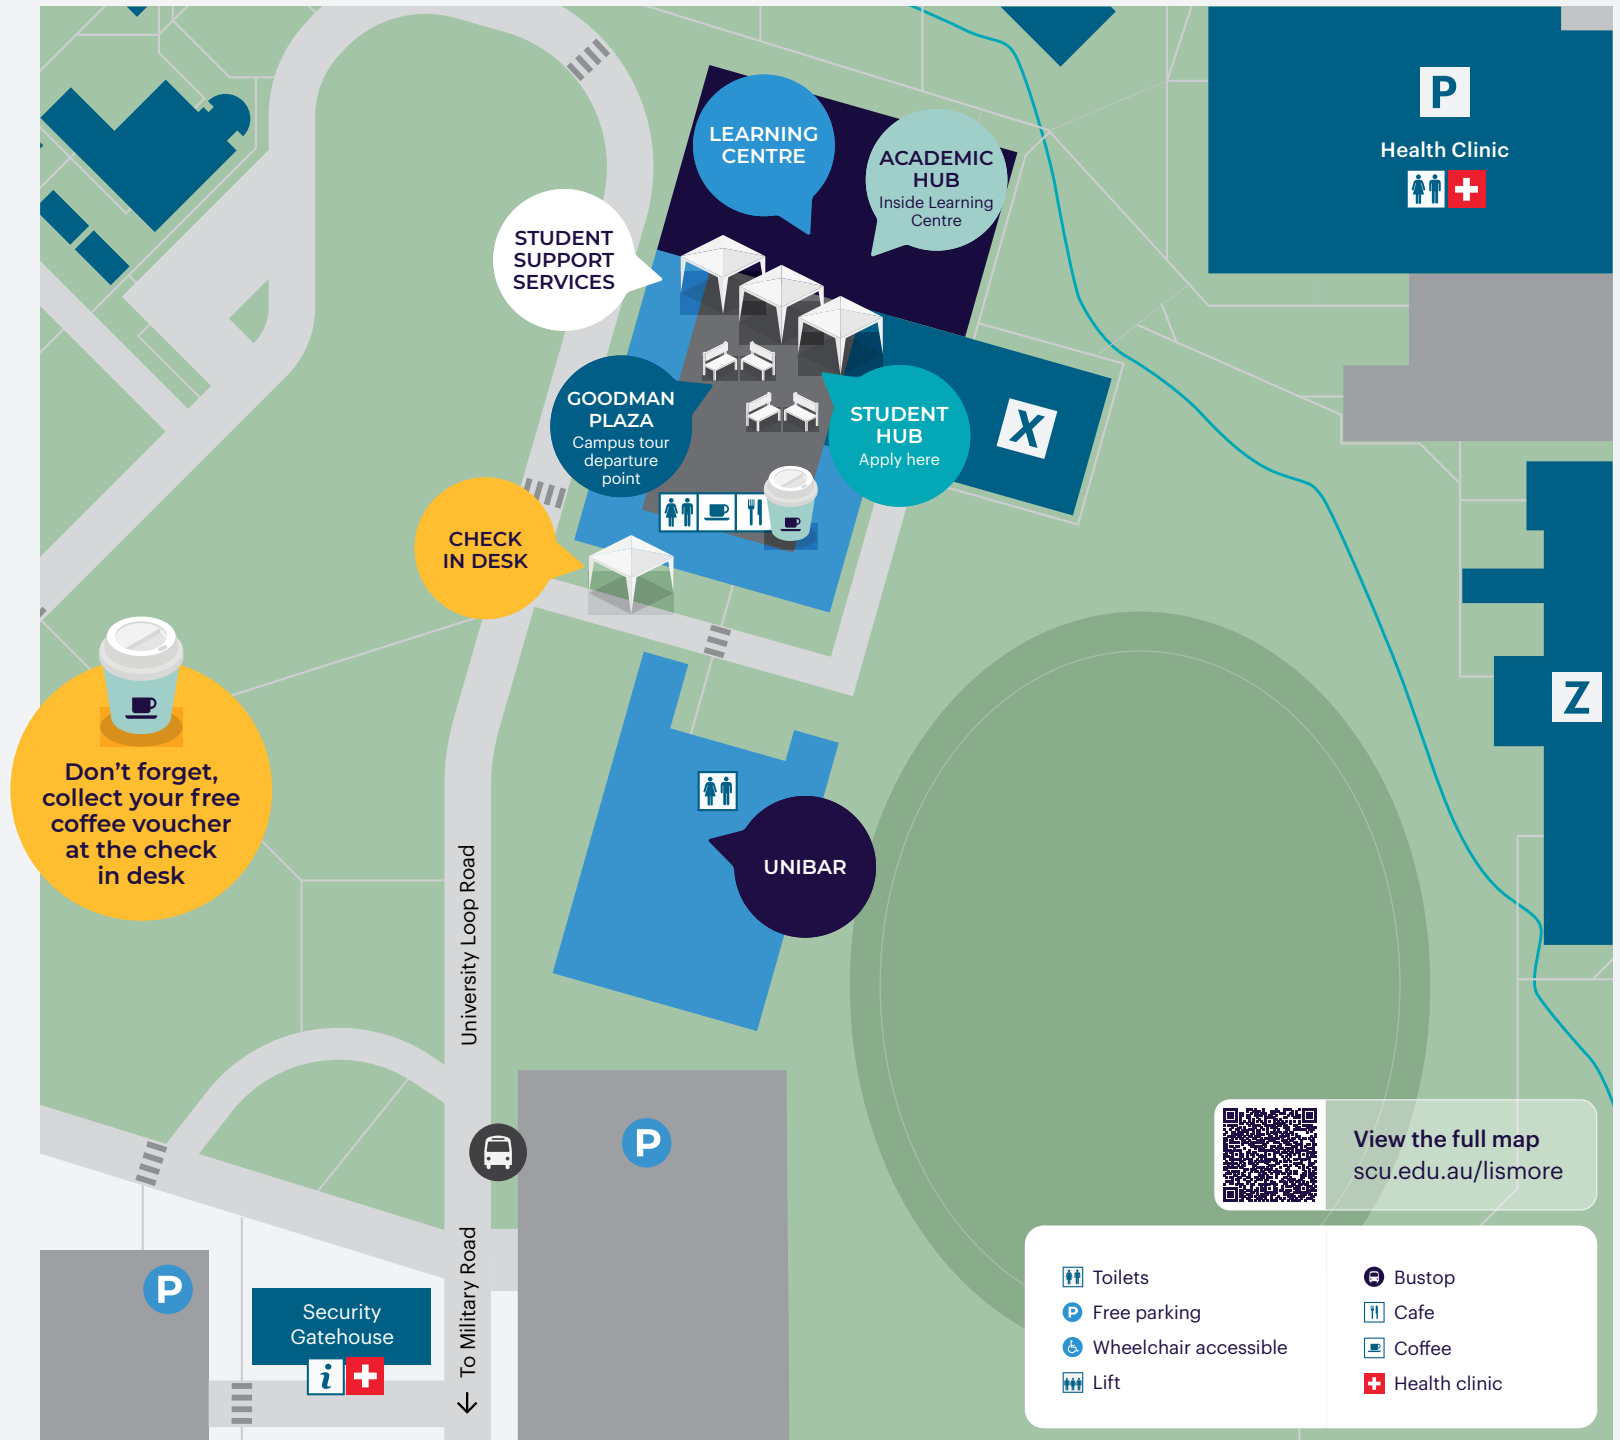 P
Health Clinic
LEARNING
CENTRE
ACADEMIC
HUB
Inside Learning
Centre
STUDENT
SUPPORT
SERVICES
GOODMAN
PLAZA
Campus tour
departure
point
STUDENT
HUB
Apply here
X
CHECK
IN DESK
Z
Don’t forget,
collect your free
coffee voucher
at the check
in desk
UNIBAR
University Loop Road
P
View the full map
scu.edu.au/lismore
To Military Road
P
Security
Gatehouse
i
Toilets
P Free parking
Wheelchair accessible
Lift
Bustop
Cafe
Coffee
Health clinic